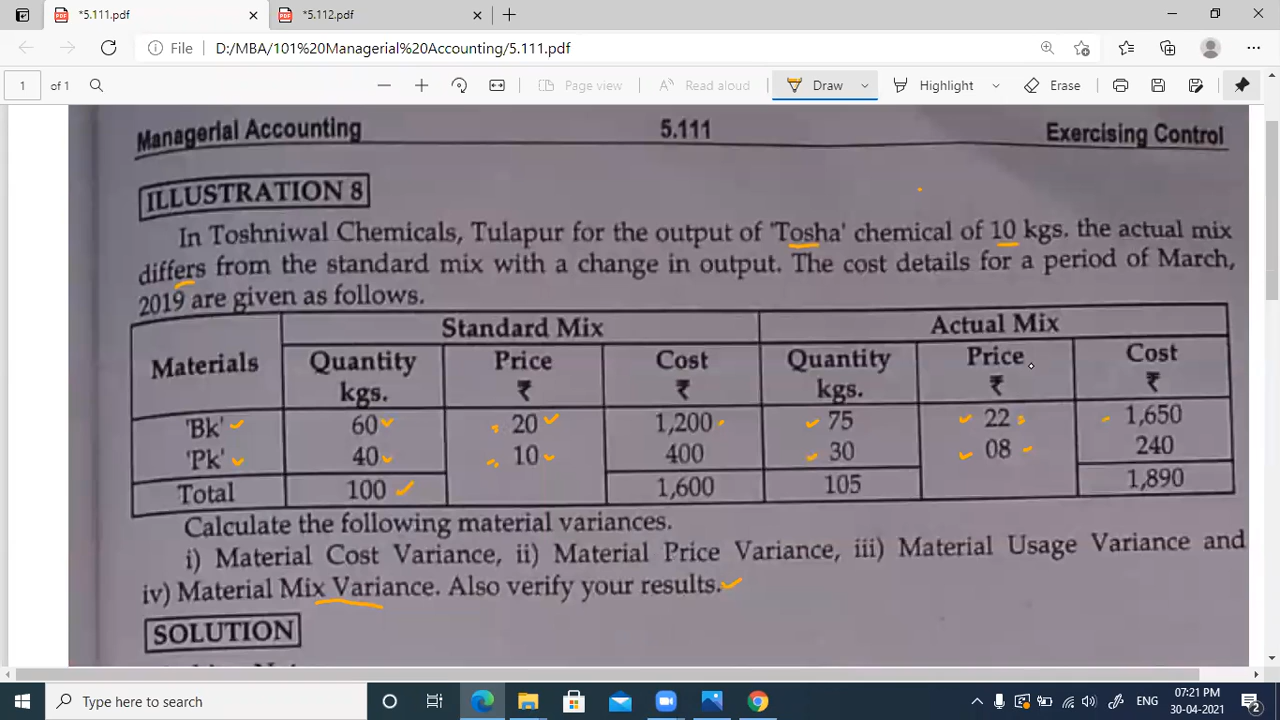 *5.111.pdf
*5.112.pdf
File D:/MBA/101%20Managerial%20Accounting/5.111.pdf
1 of 1 Page view Read aloud Draw Highlight Erase
Managerial Accounting 5.111 Exercising Control
ILLUSTRATION 8
In Toshniwal Chemicals, Tulapur for the output of 'Tosha' chemical of 10 kgs. the actual mix
differs from the standard mix with a change in output. The cost details for a period of March,
2019 are given as follows.
Materials Standard Mix Actual Mix
Quantity kgs. Price ₹ Cost ₹ Quantity kgs. Price ₹ Cost ₹
'Bk' 60 20 1,200 75 22 1,650
'Pk' 40 10 400 30 08 240
Total 100 1,600 105 1,890
Calculate the following material variances.
i) Material Cost Variance, ii) Material Price Variance, iii) Material Usage Variance and
iv) Material Mix Variance. Also verify your results.
SOLUTION
Type here to search
ENG 07:21 PM
30-04-2021
2